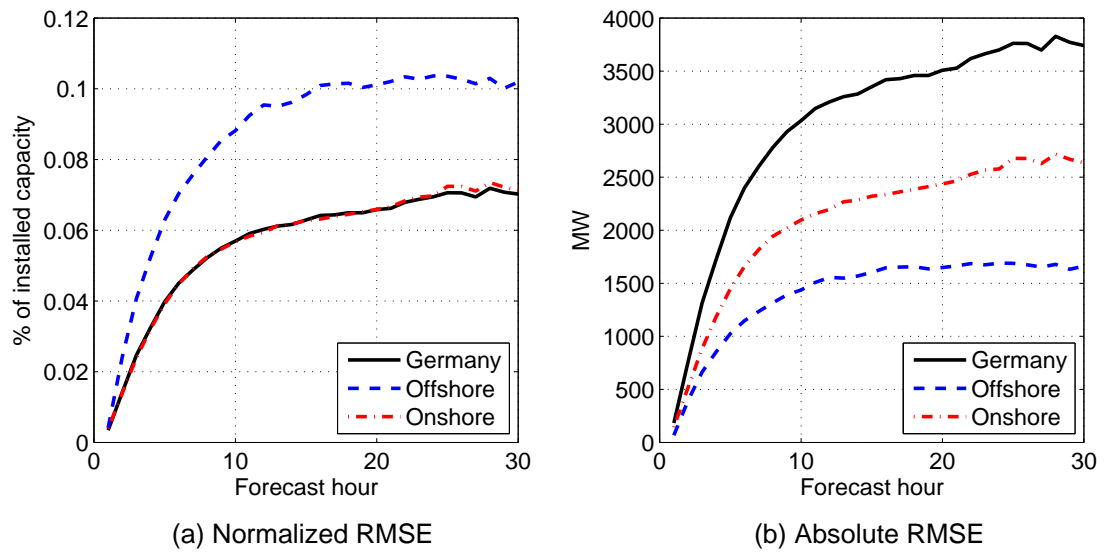 0.12
0.1
0.08
0.06
0.04
0.02
0
% of installed capacity
0
10
20
30
Forecast hour
Germany
Offshore
Onshore
(a) Normalized RMSE
4000
3500
3000
2500
2000
1500
1000
500
0
MW
0
10
20
30
Forecast hour
Germany
Offshore
Onshore
(b) Absolute RMSE